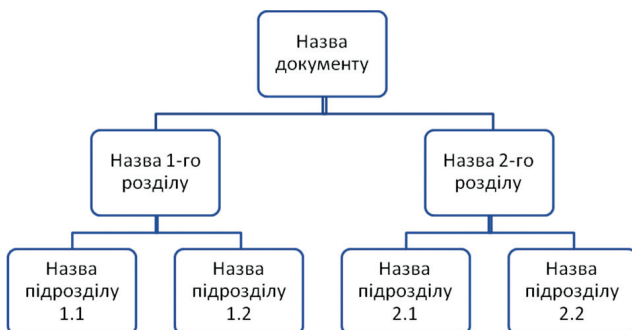 Назва
документу
Назва 1-го
розділу
Назва 2-го
розділу
Назва
підрозділу
1.1
Назва
підрозділу
1.2
Назва
підрозділу
2.1
Назва
підрозділу
2.2